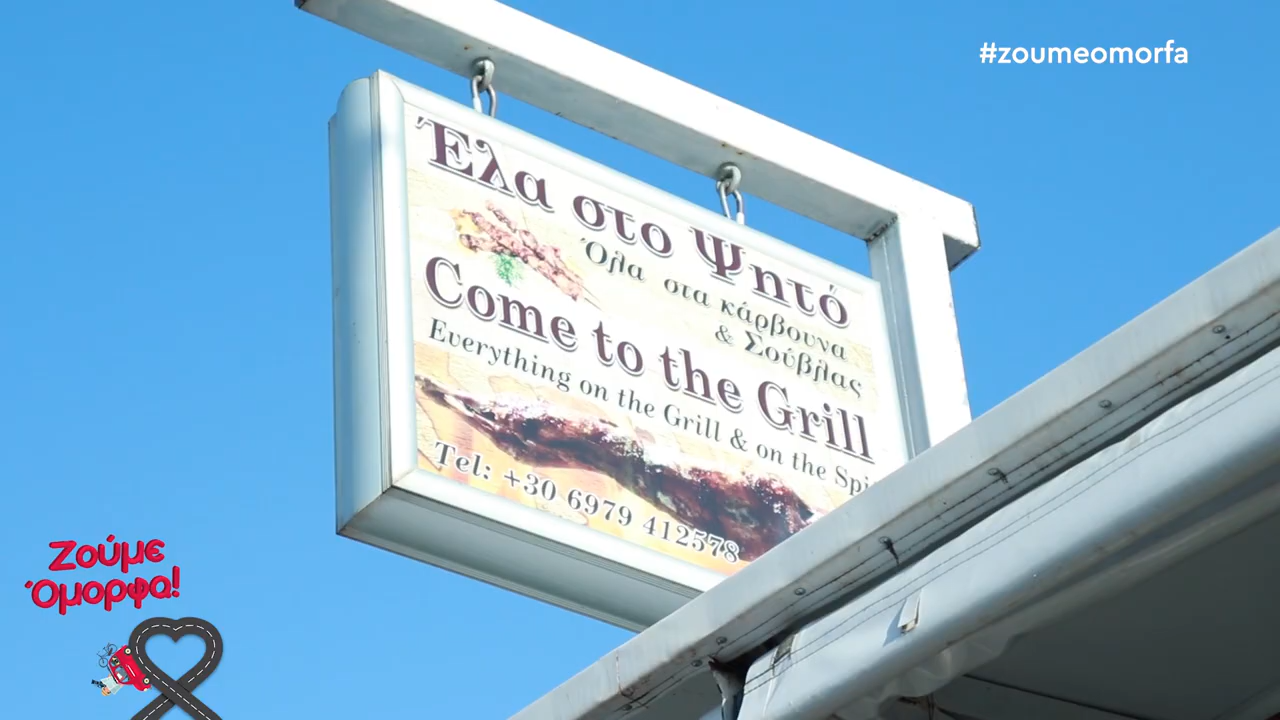 #zoumeomorfa
Έλα στο Ψητό
Όλα στα κάρβουνα
& Σούβλας
Come to the Grill
Everything on the Grill & on the
Tel: +30 6979 412578
Ζούμε
Όμορφα!